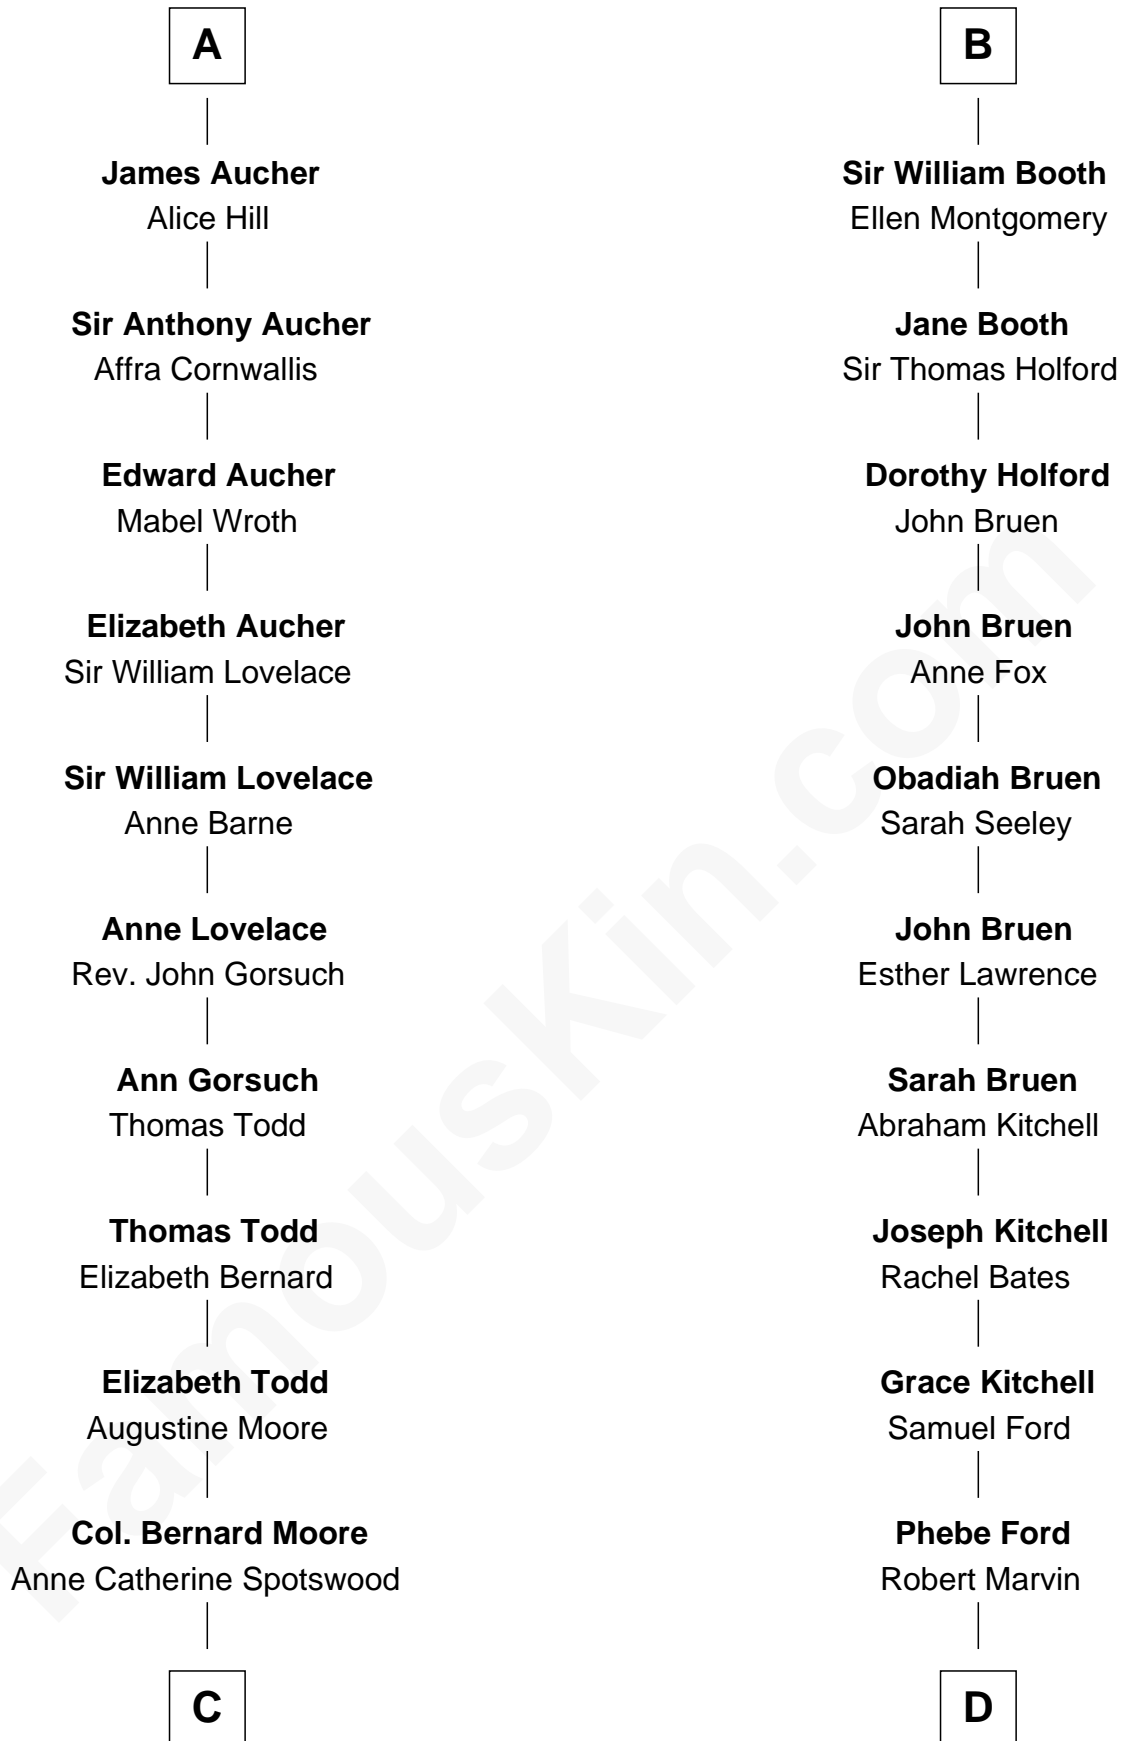 A
James Aucher
Alice Hill
Sir Anthony Aucher
Affra Cornwallis
Edward Aucher
Mabel Wroth
Elizabeth Aucher
Sir William Lovelace
Sir William Lovelace
Anne Barne
Anne Lovelace
Rev. John Gorsuch
Ann Gorsuch
Thomas Todd
Thomas Todd
Elizabeth Bernard
Elizabeth Todd
Augustine Moore
Col. Bernard Moore
Anne Catherine Spotswood
C
B
Sir William Booth
Ellen Montgomery
Jane Booth
Sir Thomas Holford
Dorothy Holford
John Bruen
John Bruen
Anne Fox
Obadiah Bruen
Sarah Seeley
John Bruen
Esther Lawrence
Sarah Bruen
Abraham Kitchell
Joseph Kitchell
Rachel Bates
Grace Kitchell
Samuel Ford
Phebe Ford
Robert Marvin
D
FamousKin.com